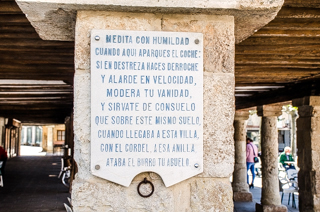 MEDITA CON HUMILDAD
CUANDO AQUI APARQUES EL COCHE:
SI EN DESTREZA HACES DERROCHE
Y ALARDE EN VELOCIDAD,
MODERA TU VANIDAD,
Y SIRVATE DE CONSUELO
QUE SOBRE ESTE MISMO SUELO,
CUANDO LLEGABA A ESTA VILLA,
CON EL CORDEL, A ESA ANILLA,
ATABA EL BURRO TU ABUELO.